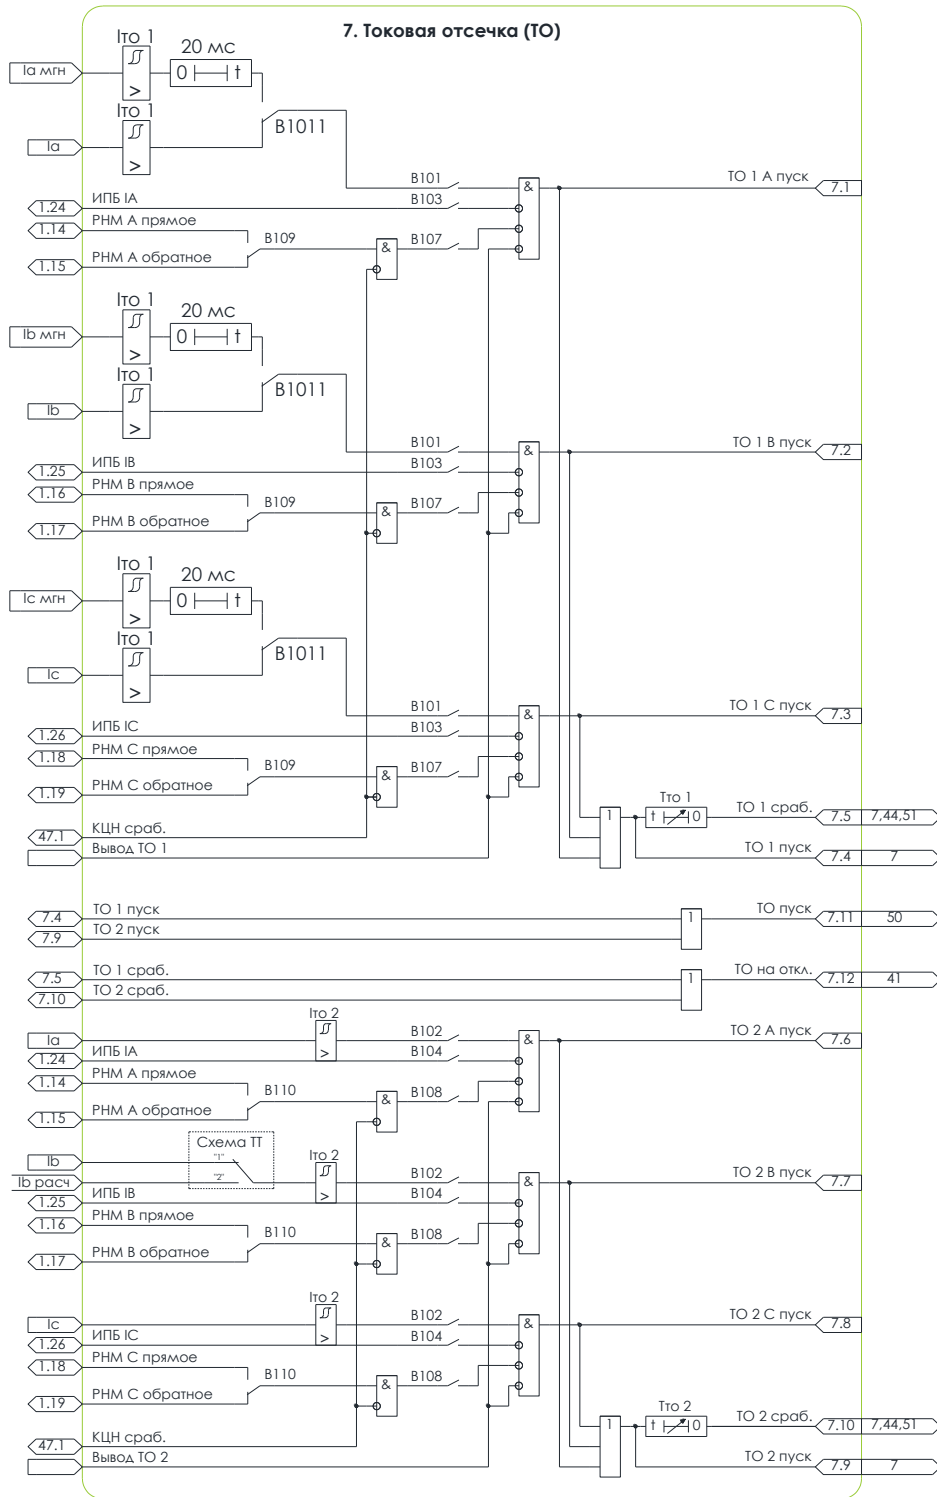 7. Токовая отсечка (ТО)
Iто 1
20 мс
Iа мгн
0 t
>
Iто 1
B1011
Iа
>
B101
&
ТО 1 А пуск
7.1
1.24
ИПБ IA
B103
1.14
РНМ А прямое
B109
&
B107
1.15
РНМ А обратное
Iто 1
20 мс
Ib мгн
0 t
>
Iто 1
B1011
Ib
>
B101
&
ТО 1 В пуск
7.2
1.25
ИПБ IB
B103
1.16
РНМ В прямое
B109
&
B107
1.17
РНМ В обратное
Iто 1
20 мс
Iс мгн
0 t
>
Iто 1
B1011
Iс
>
B101
&
ТО 1 С пуск
7.3
1.26
ИПБ IC
B103
1.18
РНМ С прямое
B109
&
B107
1.19
РНМ С обратное
Тто 1
1
t 0
ТО 1 сраб.
7.5
7,44,51
47.1
КЦН сраб.
Вывод ТО 1
ТО 1 пуск
7.4
7
7.4
ТО 1 пуск
1
ТО пуск
7.11
50
7.9
ТО 2 пуск
7.5
ТО 1 сраб.
1
ТО на откл.
7.12
41
7.10
ТО 2 сраб.
Iто 2
Iа
>
B102
&
ТО 2 А пуск
7.6
1.24
ИПБ IA
B104
1.14
РНМ А прямое
B110
&
B108
1.15
РНМ А обратное
Схема ТТ
Ib
"1"
Iто 2
Ib расч
"2"
>
B102
&
ТО 2 В пуск
7.7
1.25
ИПБ IB
B104
1.16
РНМ В прямое
B110
&
B108
1.17
РНМ В обратное
Iто 2
Iс
>
B102
&
ТО 2 С пуск
7.8
1.26
ИПБ IC
B104
1.18
РНМ С прямое
B110
&
B108
1.19
РНМ С обратное
Тто 2
1
t 0
ТО 2 сраб.
7.10
7,44,51
47.1
КЦН сраб.
Вывод ТО 2
ТО 2 пуск
7.9
7